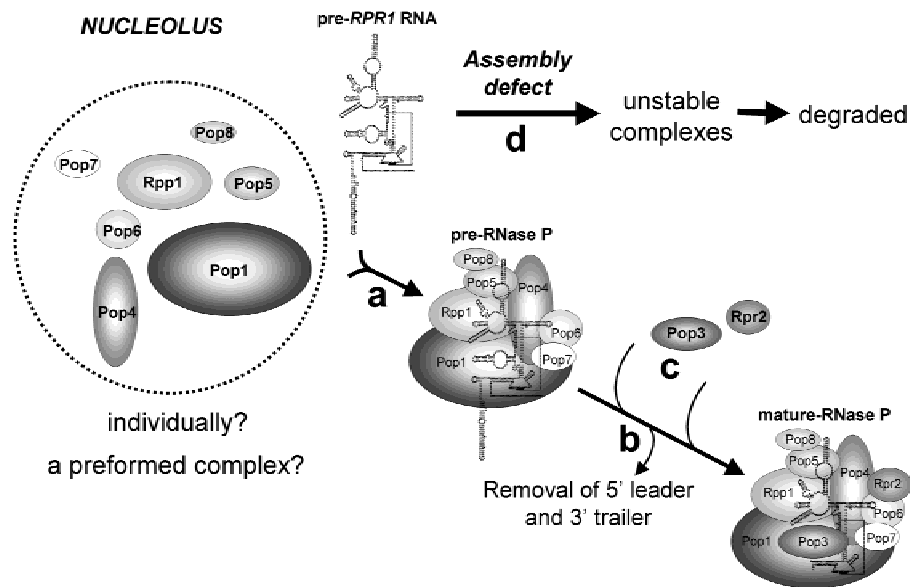 NUCLEOLUS
pre-RPR1 RNA
Pop8
Pop7
Rpp1
Pop5
Pop6
Pop1
Pop4
individually?
a preformed complex?
Assembly
defect
d
unstable
complexes
degraded
a
pre-RNase P
Pop8
Pop5
Pop4
Rpp1
Pop6
Pop1
Pop7
Pop3
Rpr2
c
b
Removal of 5' leader
and 3' trailer
mature-RNase P
Pop8
Pop5
Pop4
Rpr2
Rpp1
Pop6
Pop1
Pop3
Pop7